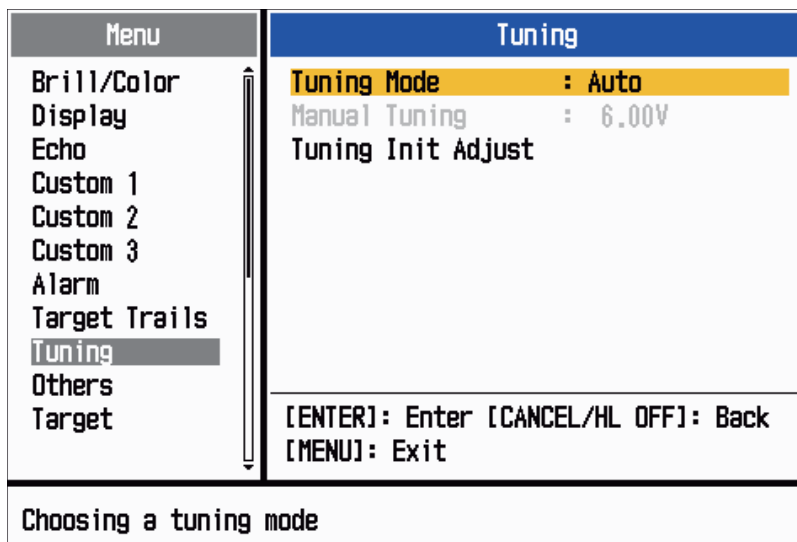 Menu
Brill/Color
Display
Echo
Custom 1
Custom 2
Custom 3
Alarm
Target Trails
Tuning
Others
Target
Tuning
Tuning Mode : Auto
Manual Tuning : 6.00V
Tuning Init Adjust
[ENTER]: Enter [CANCEL/HL OFF]: Back
[MENU]: Exit
Choosing a tuning mode